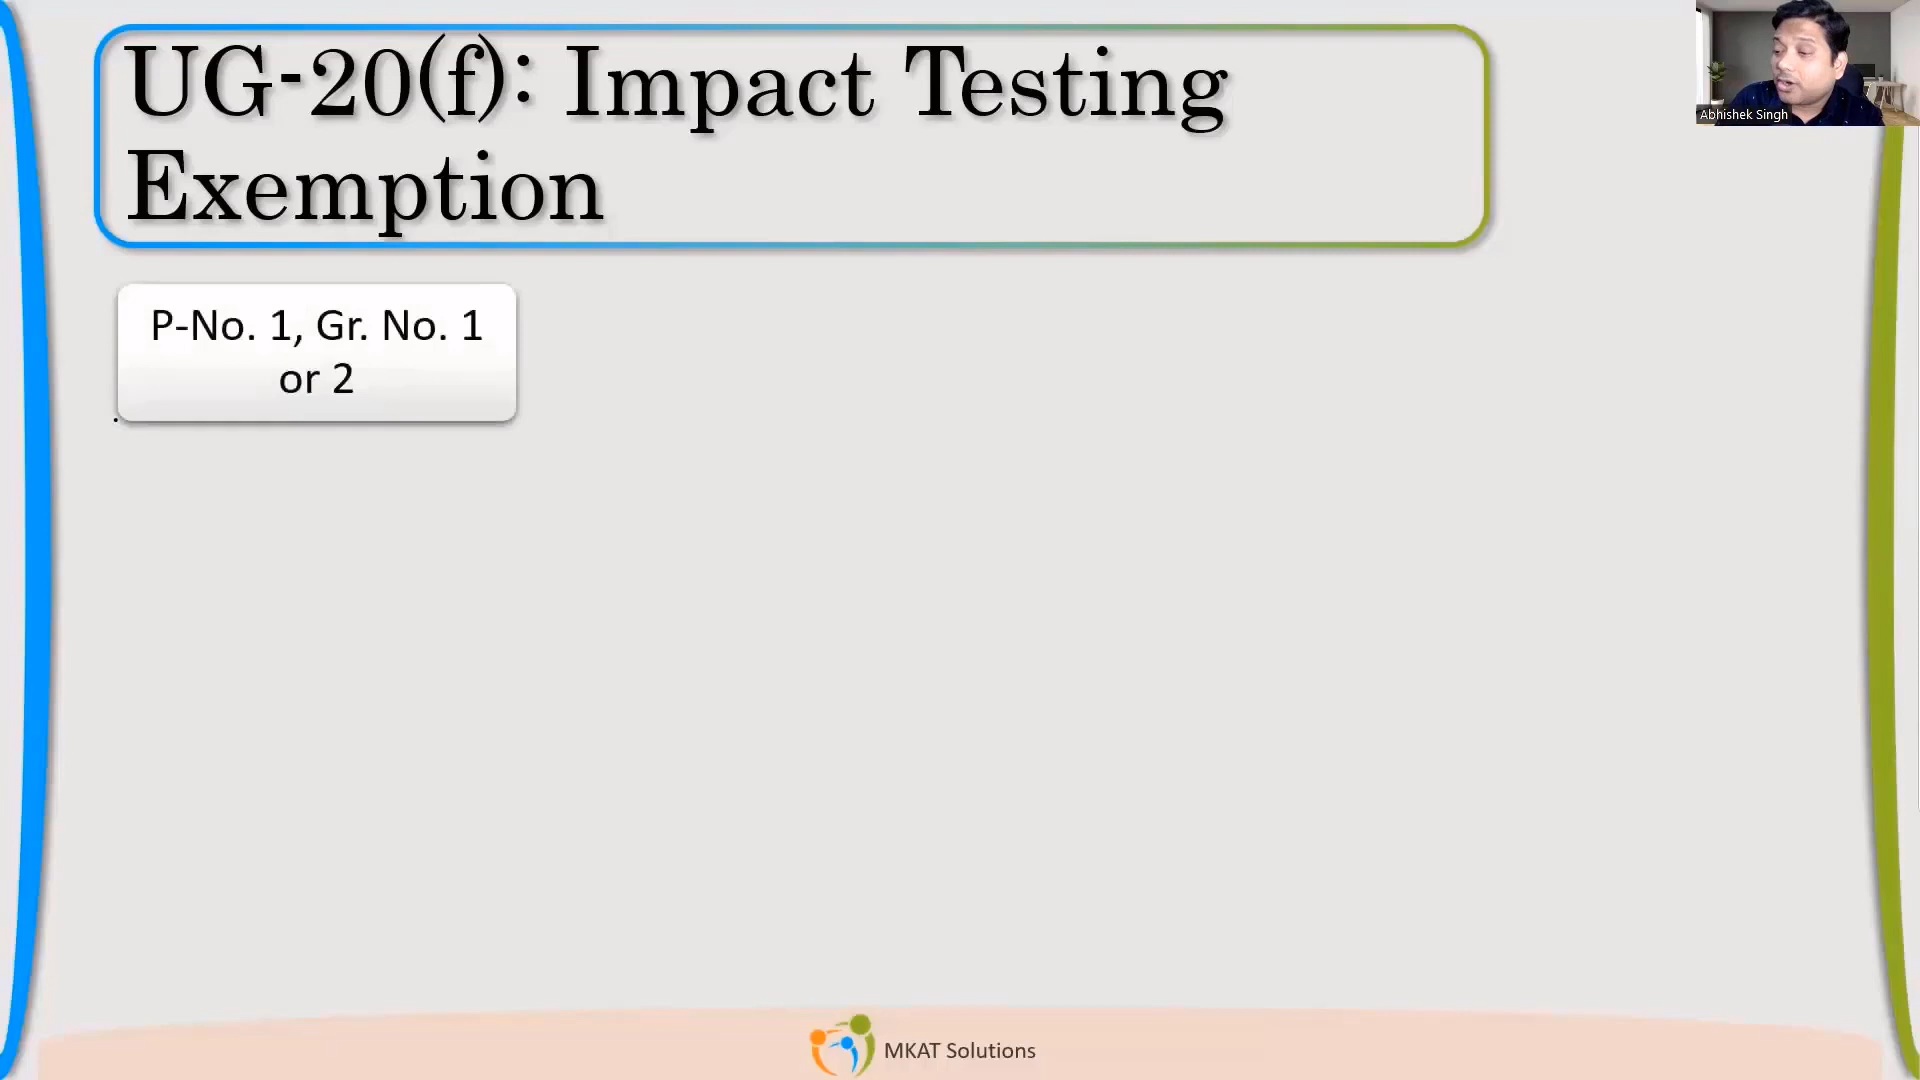 UG-20(f): Impact Testing
Exemption
Abhishek Singh
P-No. 1, Gr. No. 1
or 2
MKAT Solutions